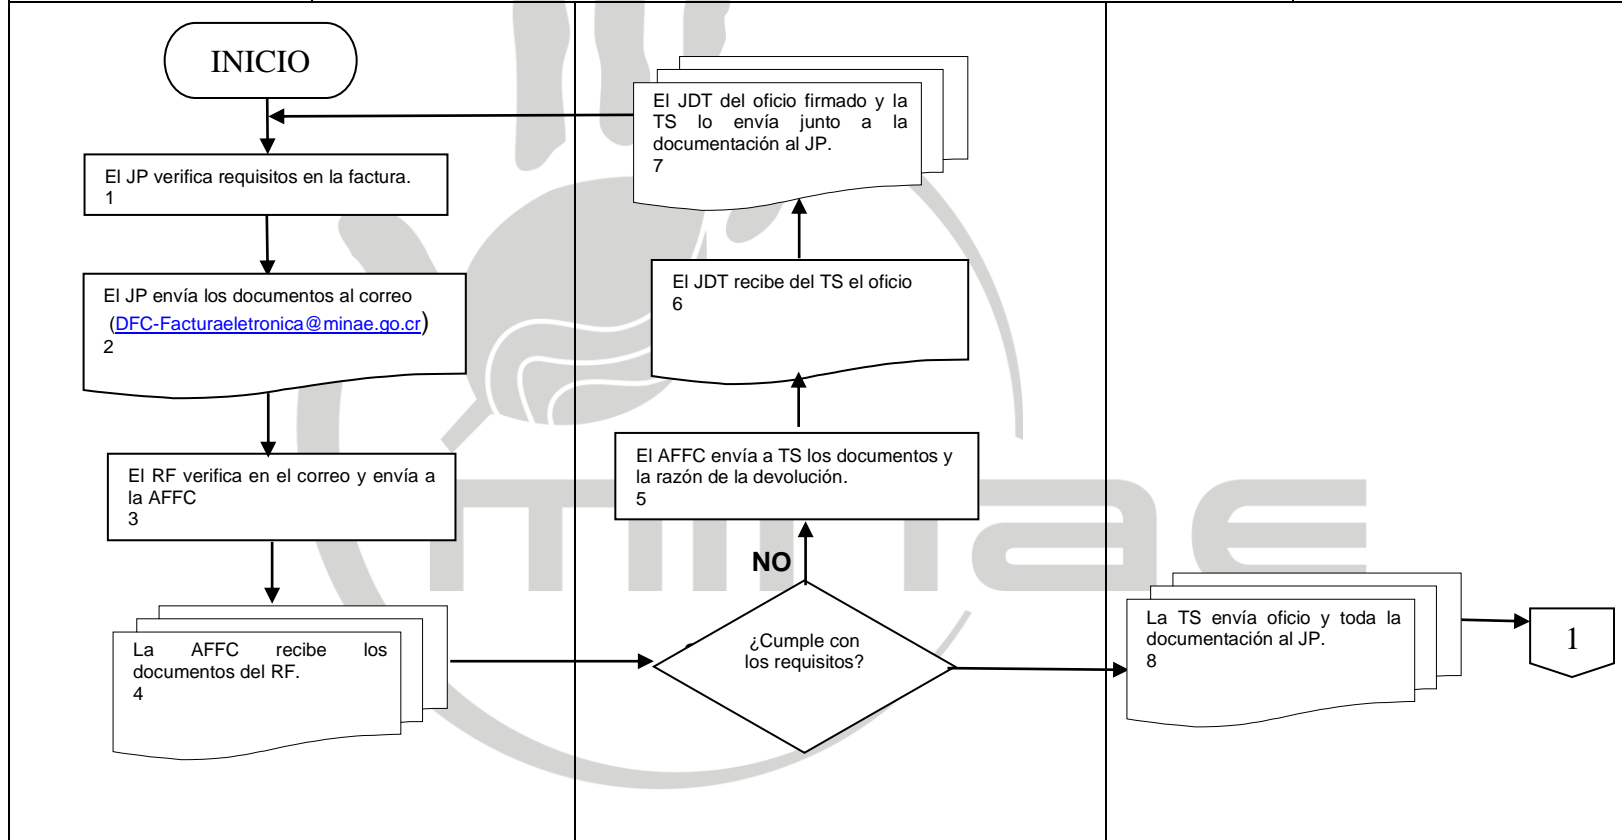 INICIO
El JP verifica requisitos en la factura.
1
El JP envía los documentos al correo
(DFC-Facturaeletronica@minae.go.cr)
2
El RF verifica en el correo y envía a
la AFFC
3
La AFFC recibe los
documentos del RF.
4
El JDT del oficio firmado y la
TS lo envía junto a la
documentación al JP.
7
El JDT recibe del TS el oficio
6
El AFFC envía a TS los documentos y
la razón de la devolución.
5
NO
¿Cumple con
los requisitos?
La TS envía oficio y toda la
documentación al JP.
8
1
minae